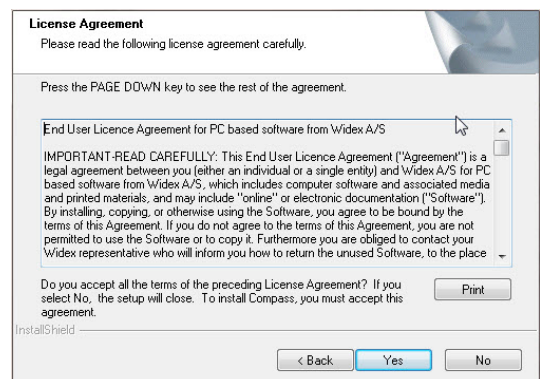 License Agreement
Please read the following license agreement carefully.
Press the PAGE DOWN key to see the rest of the agreement.
End User Licence Agreement for PC based software from Widex A/S
IMPORTANT-READ CAREFULLY: This End User Licence Agreement ("Agreement") is a
legal agreement between you (either an individual or a single entity) and Widex A/S for PC
based software from Widex A/S, which includes computer software and associated media
and printed materials, and may include "online" or electronic documentation ("Software").
By installing, copying, or otherwise using the Software, you agree to be bound by the
terms of this Agreement. If you do not agree to the terms of this Agreement, you are not
permitted to use the Software or to copy it. Furthermore you are obliged to contact your
Widex representative who will inform you how to return the unused Software, to the place
Do you accept all the terms of the preceding License Agreement? If you
select No, the setup will close. To install Compass, you must accept this
agreement.
Print
InstallShield
< Back
Yes
No